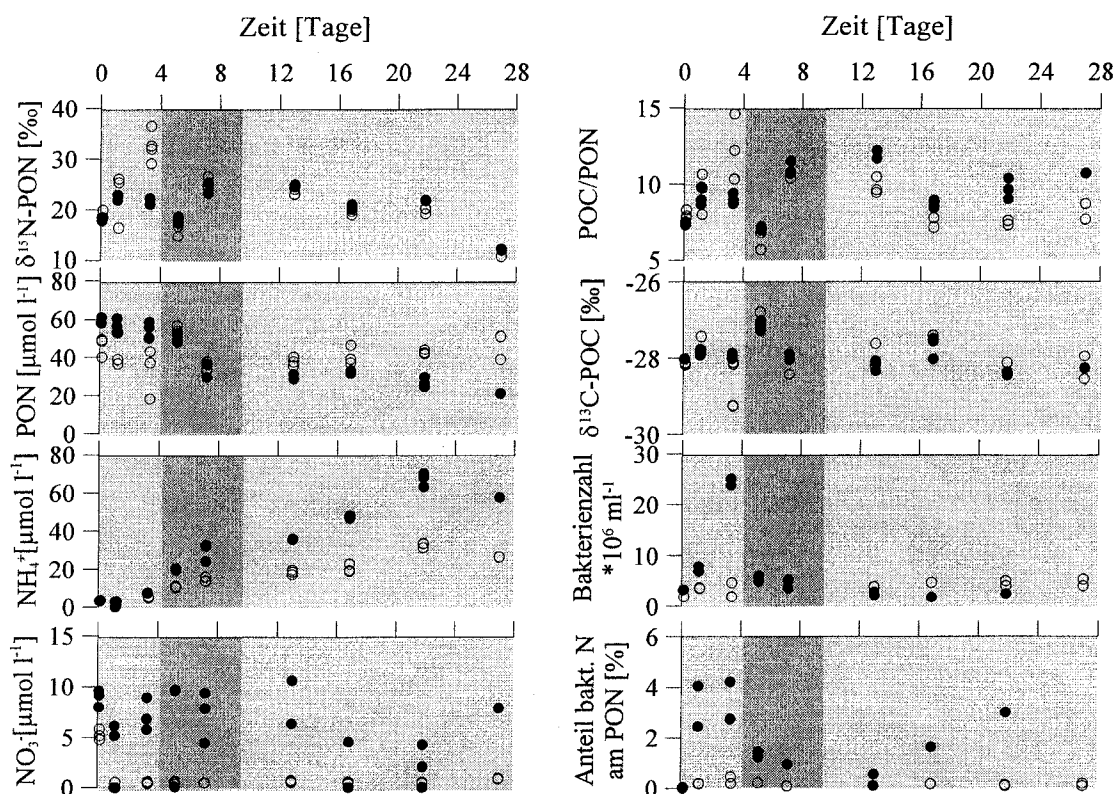 Zeit [Tage]
0 4 8 12 16 20 24 28
40
30
20
10
δ¹⁵N-PON [‰]
80
60
40
20
0
PON [µmol l⁻¹]
80
60
40
20
0
NH₄⁺[µmol l⁻¹]
15
10
5
0
NO₃⁻[µmol l⁻¹]
Zeit [Tage]
0 4 8 12 16 20 24 28
15
10
5
POC/PON
-26
-28
-30
δ¹³C-POC [‰]
30
20
10
0
Bakterienzahl
*10⁶ ml⁻¹
6
4
2
0
Anteil bakt. N
am PON [%]